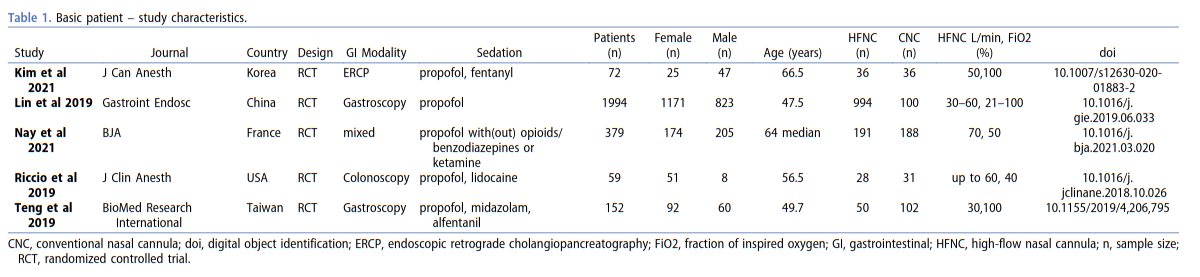 Table 1. Basic patient – study characteristics.
Study Journal Country Design GI Modality Sedation Patients (n) Female (n) Male (n) Age (years) HFNC (n) CNC (n) HFNC L/min, FiO2 (%) doi
Kim et al 2021 J Can Anesth Korea RCT ERCP propofol, fentanyl 72 25 47 66.5 36 36 50,100 10.1007/s12630-020-01883-2
Lin et al 2019 Gastroint Endosc China RCT Gastroscopy propofol 1994 1171 823 47.5 994 100 30–60, 21–100 10.1016/j.gie.2019.06.033
Nay et al 2021 BJA France RCT mixed propofol with(out) opioids/benzodiazepines or ketamine 379 174 205 64 median 191 188 70, 50 10.1016/j.bja.2021.03.020
Riccio et al 2019 J Clin Anesth USA RCT Colonoscopy propofol, lidocaine 59 51 8 56.5 28 31 up to 60, 40 10.1016/j.jclinane.2018.10.026
Teng et al 2019 BioMed Research International Taiwan RCT Gastroscopy propofol, midazolam, alfentanil 152 92 60 49.7 50 102 30,100 10.1155/2019/4,206,795
CNC, conventional nasal cannula; doi, digital object identification; ERCP, endoscopic retrograde cholangiopancreatography; FiO2, fraction of inspired oxygen; GI, gastrointestinal; HFNC, high-flow nasal cannula; n, sample size;
RCT, randomized controlled trial.